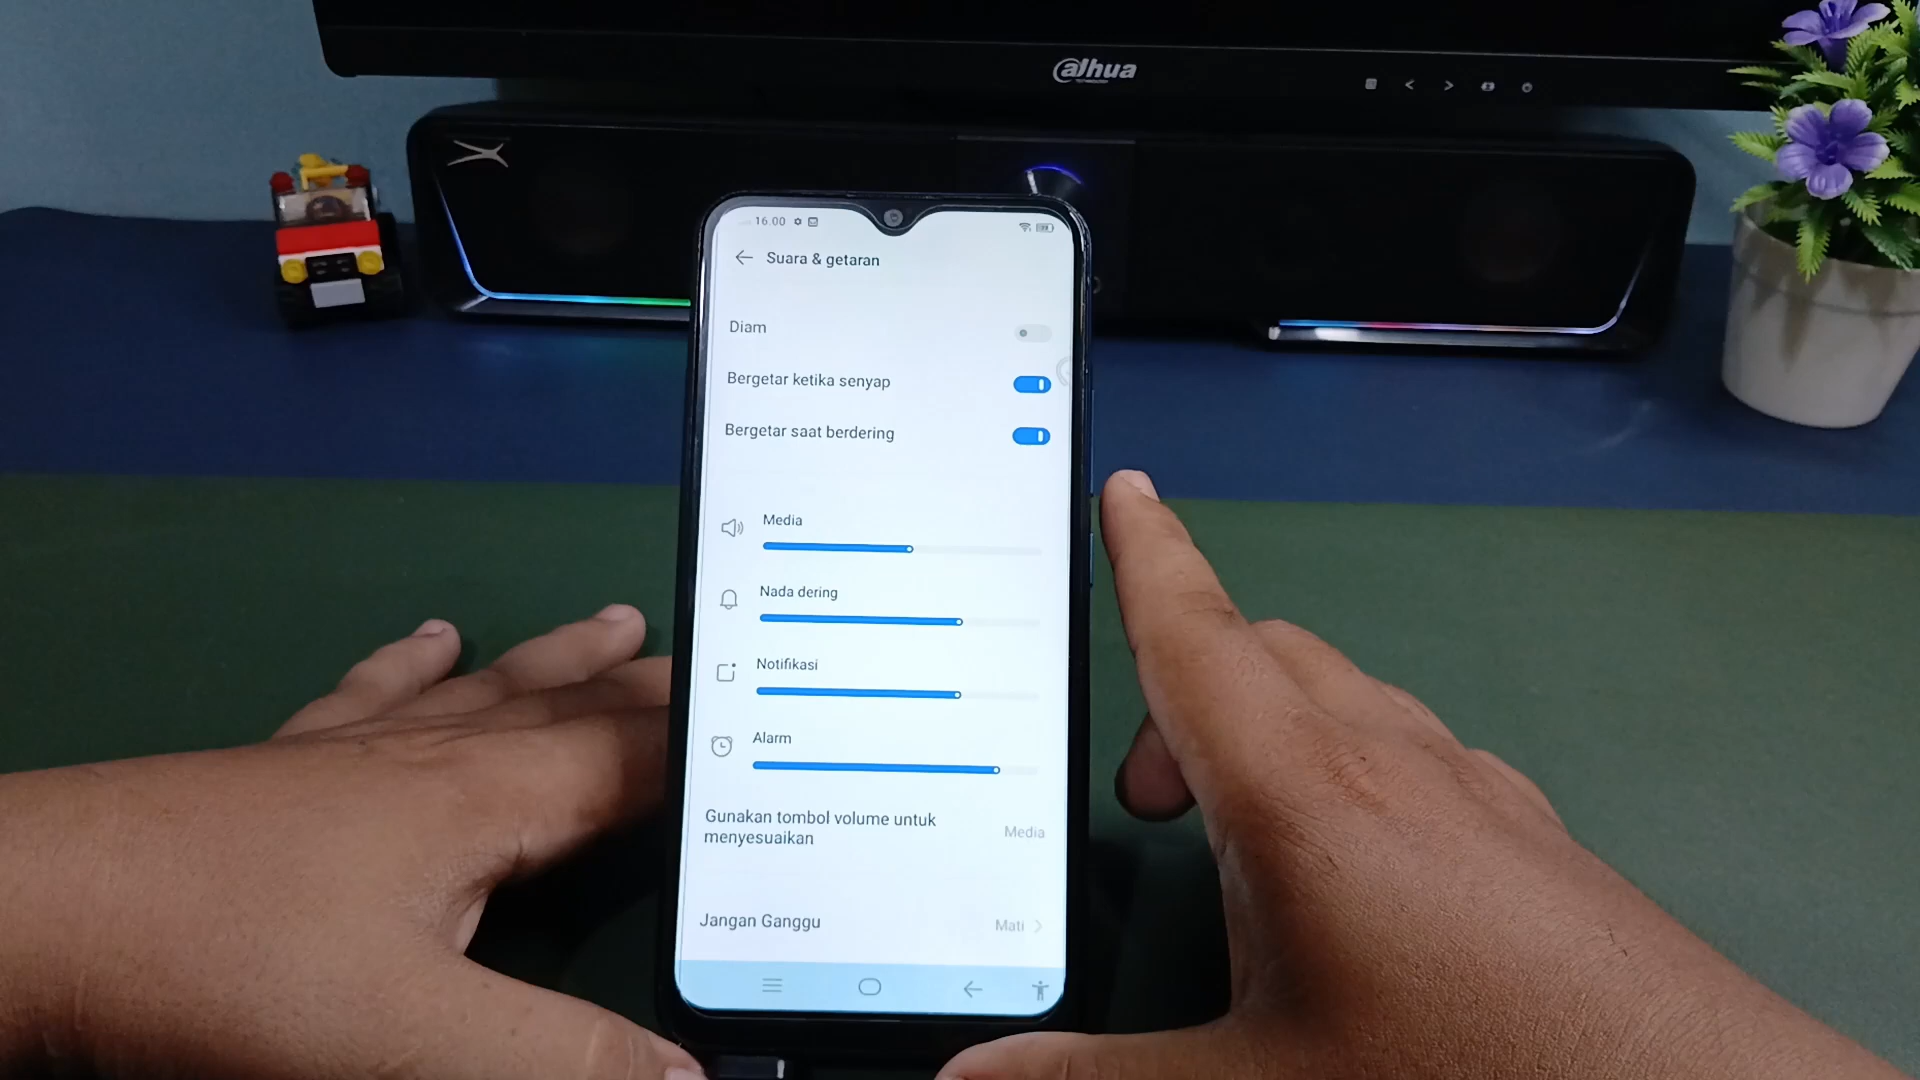 alhua
TECHNOLOGY
16.00
Suara & getaran
Diam
Bergetar ketika senyap
Bergetar saat berdering
Media
Nada dering
Notifikasi
Alarm
Gunakan tombol volume untuk
menyesuaikan
Media
Jangan Ganggu
Mati